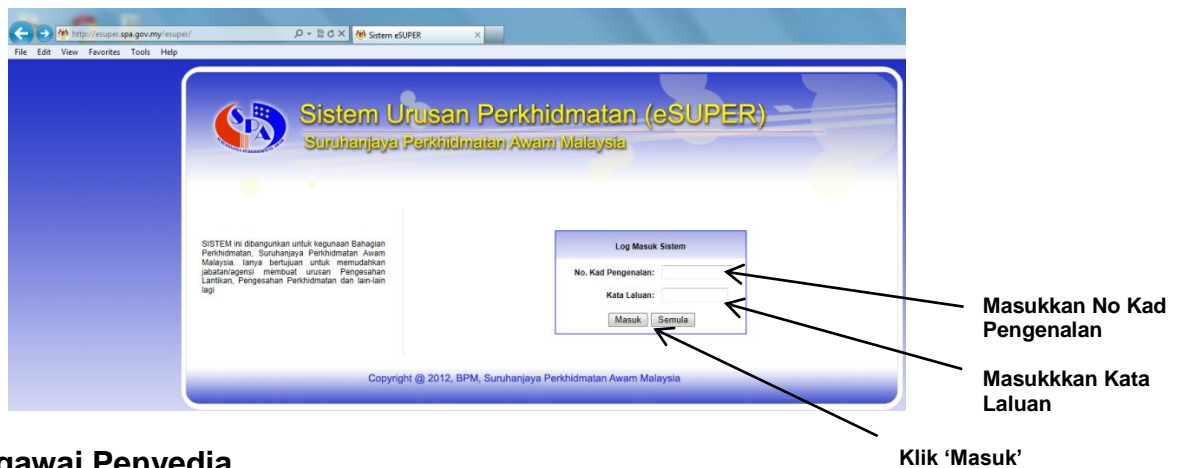 http://esuper.spa.gov.my/esuper/
Sistem eSUPER
File Edit View Favorites Tools Help
SPA
Sistem Urusan Perkhidmatan (eSUPER)
Suruhanjaya Perkhidmatan Awam Malaysia
SISTEM ini dibangunkan untuk kegunaan Bahagian
Perkhidmatan, Suruhanjaya Perkhidmatan Awam
Malaysia. Ianya bertujuan untuk memudahkan
jabatan/agensi membuat urusan Pengesahan
Lantikan, Pengesahan Perkhidmatan dan lain-lain
lagi
Log Masuk Sistem
No. Kad Pengenalan:
Kata Laluan:
Masuk Semula
Masukkan No Kad
Pengenalan
Masukkkan Kata
Laluan
Copyright @ 2012, BPM, Suruhanjaya Perkhidmatan Awam Malaysia
Klik ‘Masuk’
gawai Penyedia